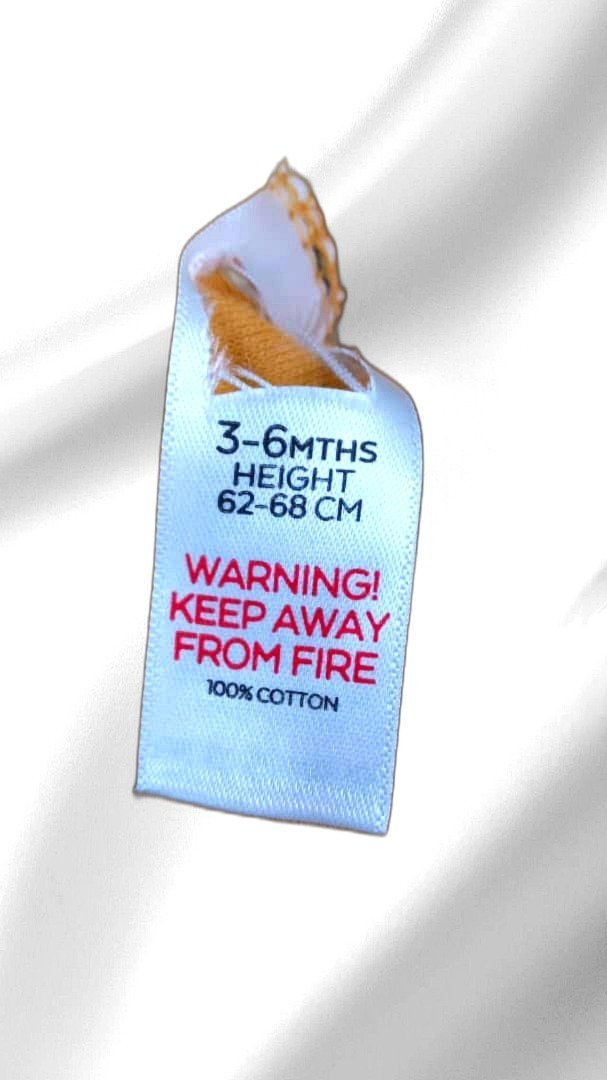 3-6MTHS
HEIGHT
62-68 CM
WARNING!
KEEP AWAY
FROM FIRE
100% COTTON